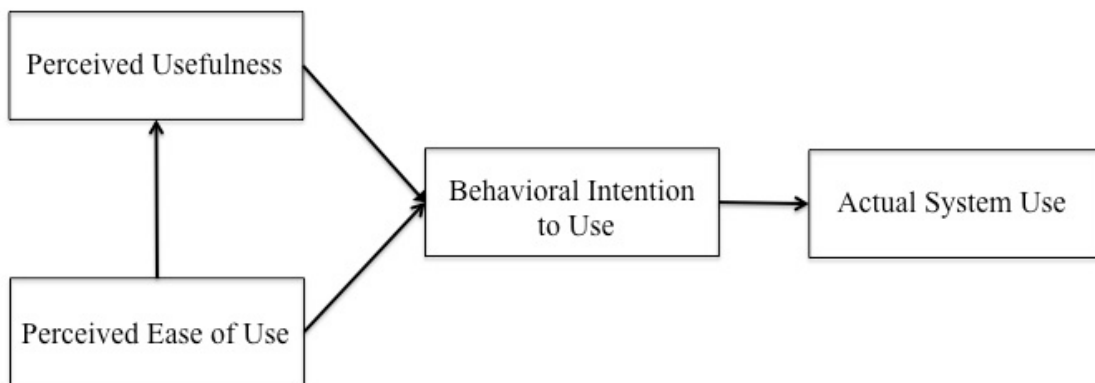 Perceived Usefulness
Behavioral Intention
to Use
Actual System Use
Perceived Ease of Use